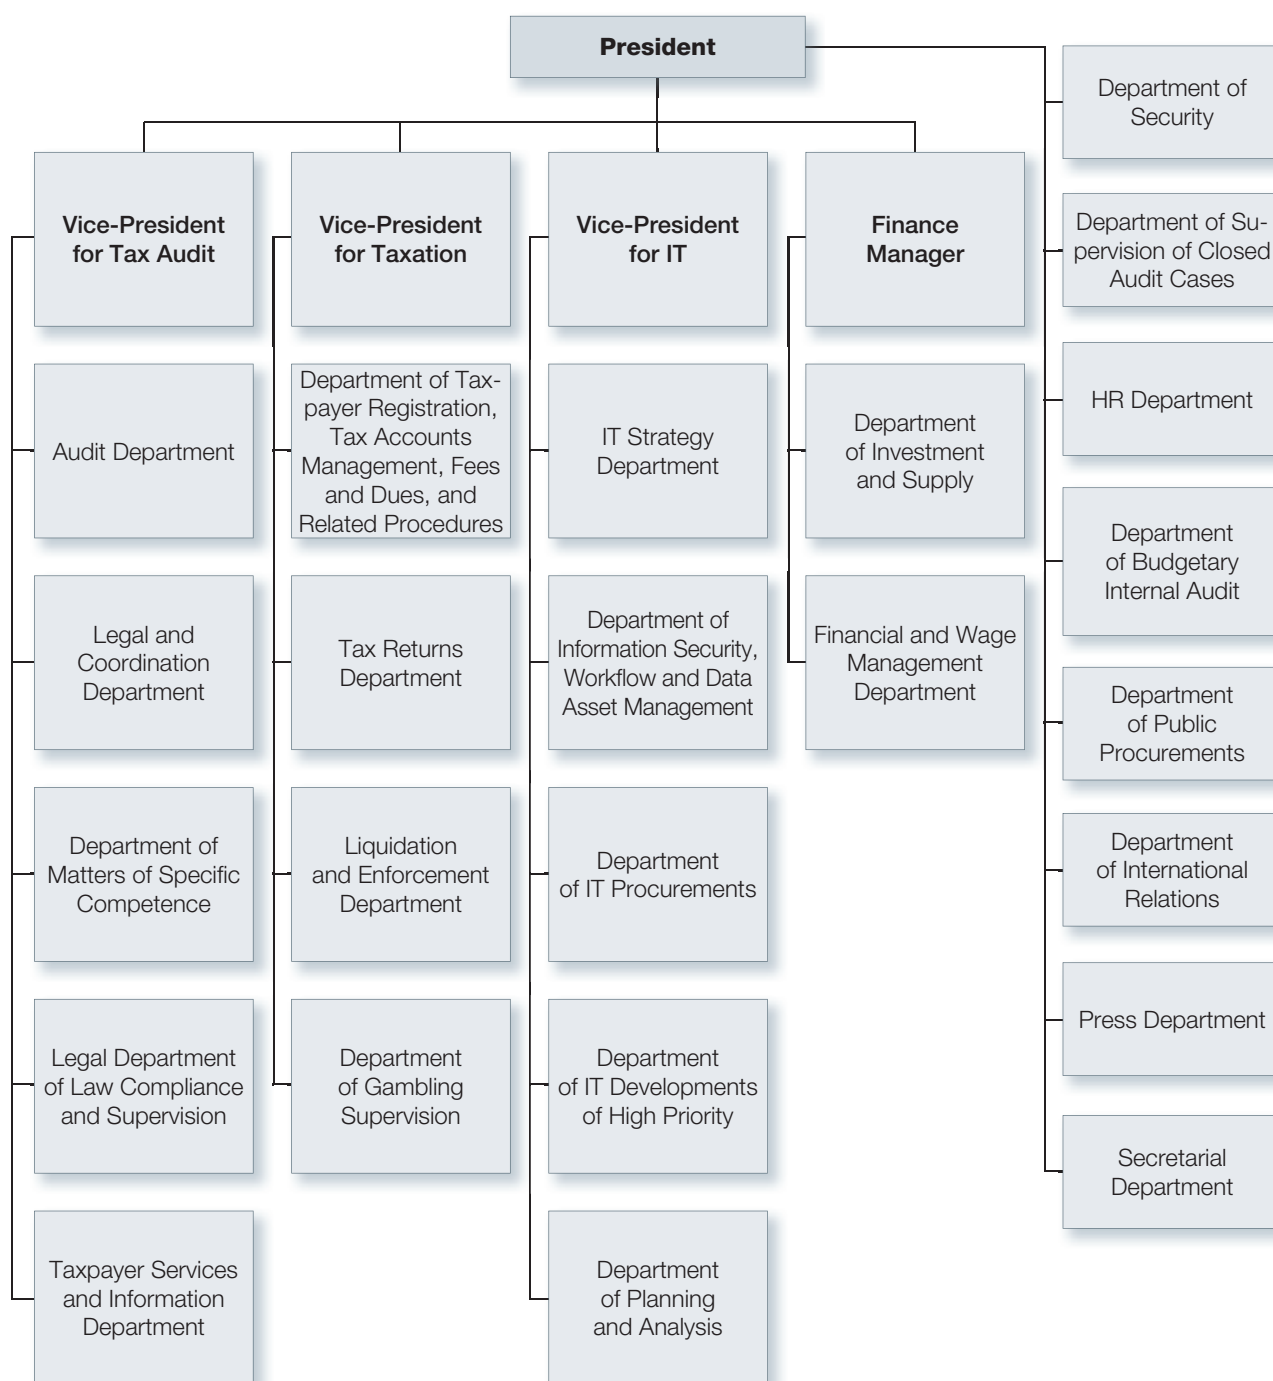 President
Vice-President
for Tax Audit
Audit Department
Legal and
Coordination
Department
Department of
Matters of Specific
Competence
Legal Department
of Law Compliance
and Supervision
Taxpayer Services
and Information
Department
Vice-President
for Taxation
Department of Tax-
payer Registration,
Tax Accounts
Management, Fees
and Dues, and
Related Procedures
Tax Returns
Department
Liquidation
and Enforcement
Department
Department
of Gambling
Supervision
Vice-President
for IT
IT Strategy
Department
Department of
Information Security,
Workflow and Data
Asset Management
Department
of IT Procurements
Department
of IT Developments
of High Priority
Department
of Planning
and Analysis
Finance
Manager
Department
of Investment
and Supply
Financial and Wage
Management
Department
Department of
Security
Department of Su-
pervision of Closed
Audit Cases
HR Department
Department
of Budgetary
Internal Audit
Department
of Public
Procurements
Department
of International
Relations
Press Department
Secretarial
Department